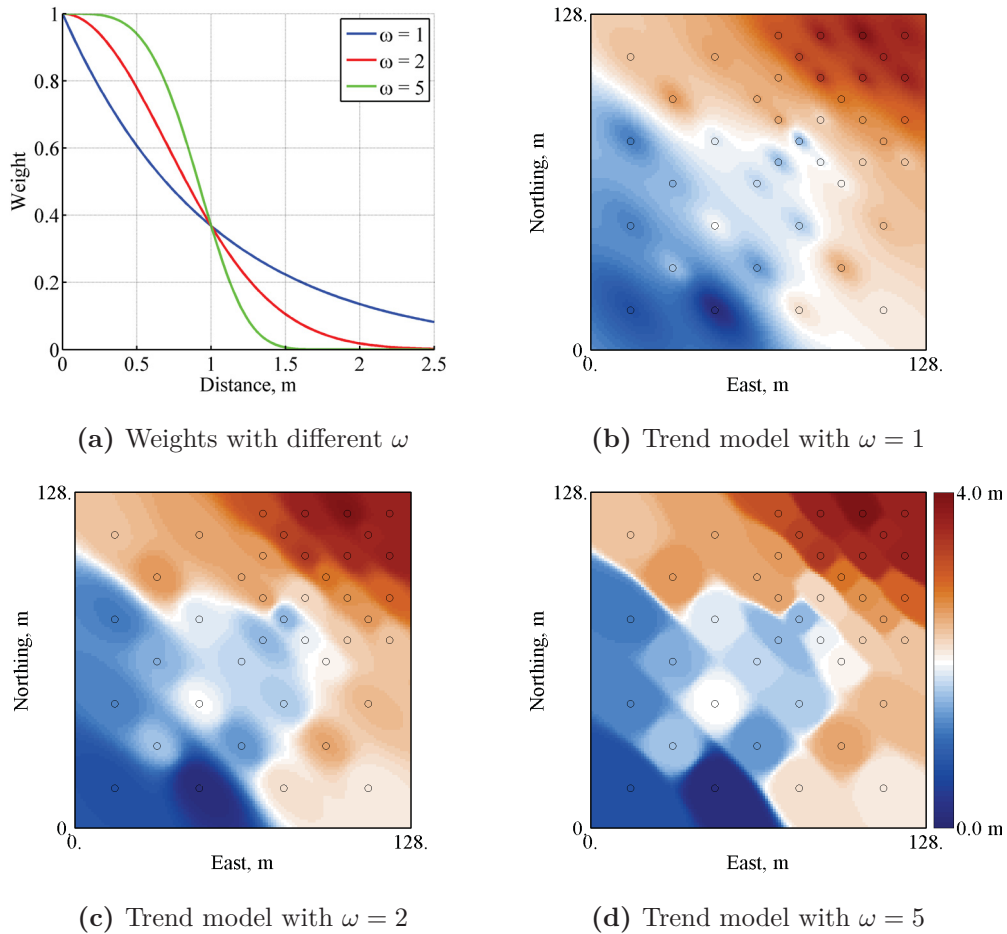 1
0.8
0.6
0.4
0.2
0
Weight
0 0.5 1 1.5 2 2.5
Distance, m
ω = 1
ω = 2
ω = 5
(a) Weights with different ω
128.
Northing, m
0.
0. 128.
East, m
(b) Trend model with ω = 1
128.
Northing, m
0.
0. 128.
East, m
(c) Trend model with ω = 2
128.
Northing, m
0.
0. 128.
East, m
4.0 m
0.0 m
(d) Trend model with ω = 5